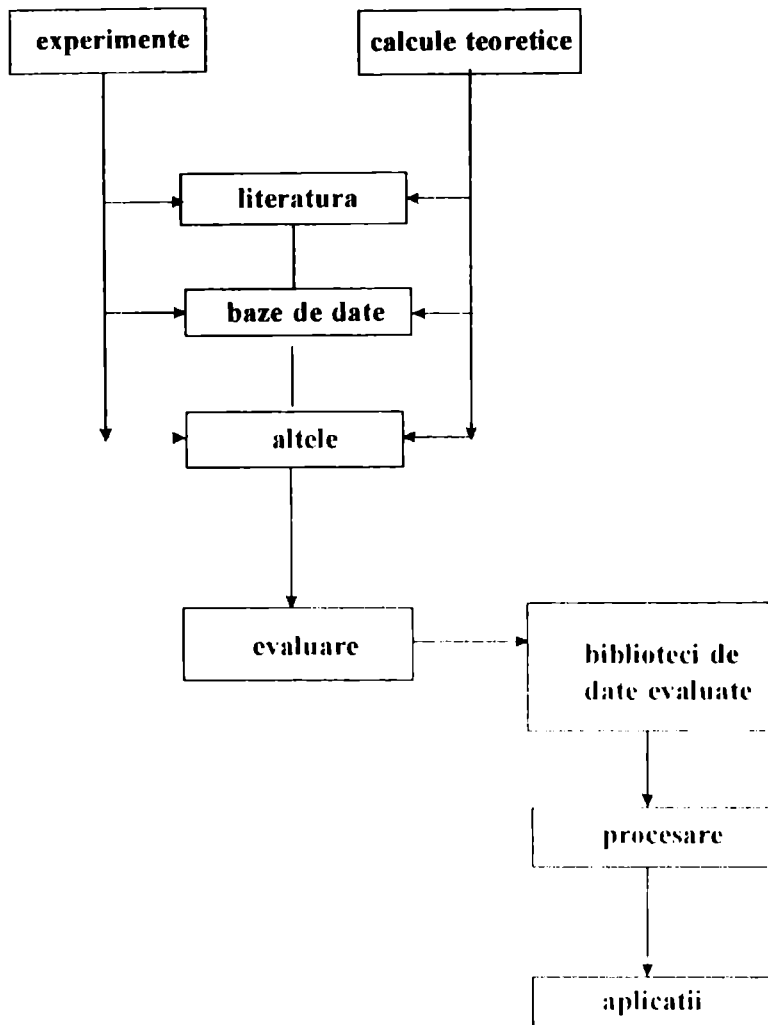 experimente
calcule teoretice
literatura
baze de date
altele
evaluare
biblioteci de
date evaluate
procesare
aplicatii